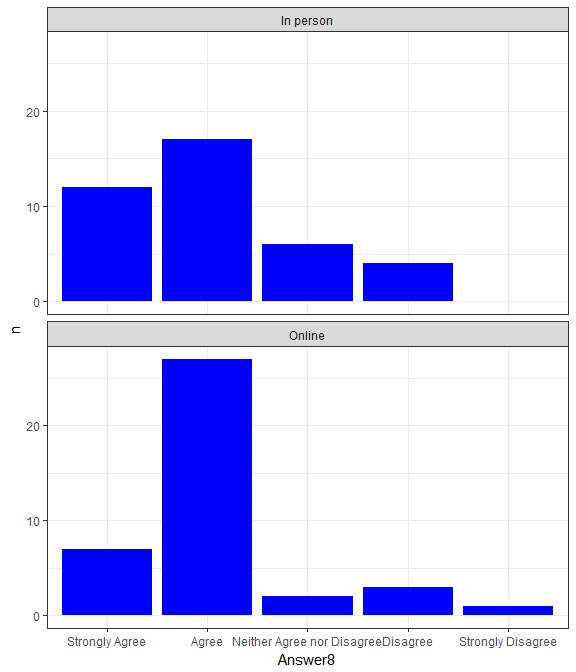 In person
20
10
0
n
Online
20
10
0
Strongly Agree Agree Neither Agree nor Disagree Disagree Strongly Disagree
Answer8